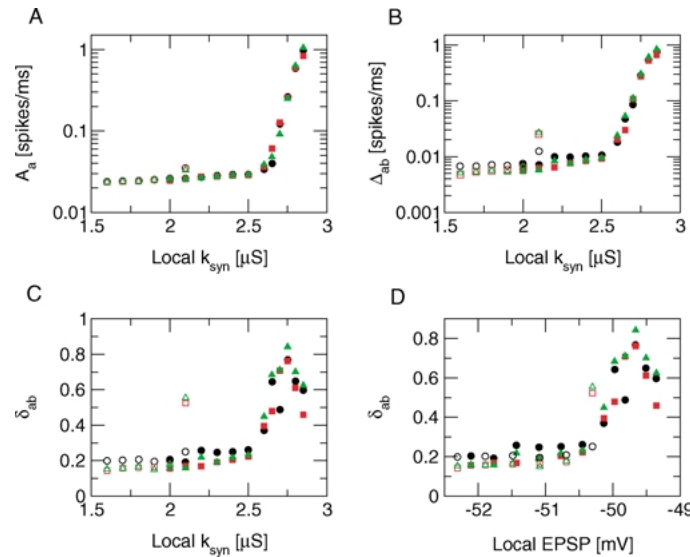 A
B
1
0.1
0.01
A_a [spikes/ms]
1.5
2
2.5
3
Local k_syn [μS]
1
0.1
0.01
0.001
Δ_ab [spikes/ms]
1.5
2
2.5
3
Local k_syn [μS]
C
D
1
0.8
0.6
0.4
0.2
0
δ_ab
1.5
2
2.5
3
Local k_syn [μS]
0.8
0.6
0.4
0.2
0
δ_ab
-52
-51
-50
-49
Local EPSP [mV]